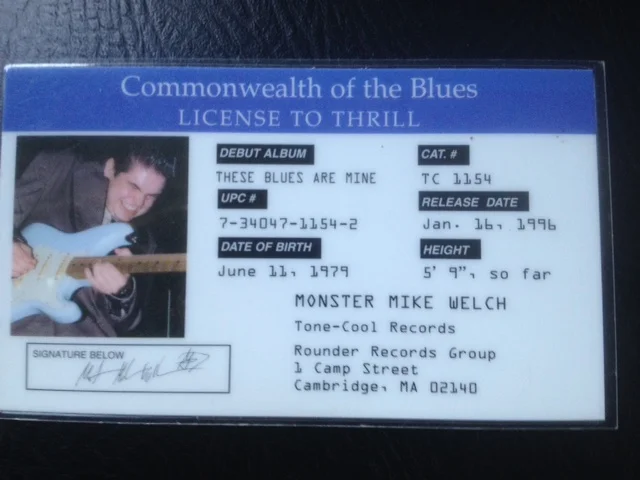 Commonwealth of the Blues
LICENSE TO THRILL
DEBUT ALBUM
THESE BLUES ARE MINE
CAT. #
TC 1154
UPC #
7-34047-1154-2
RELEASE DATE
Jan. 16, 1996
DATE OF BIRTH
June 11, 1979
HEIGHT
5' 9", so far
MONSTER MIKE WELCH
Tone-Cool Records
Rounder Records Group
1 Camp Street
Cambridge, MA 02140
SIGNATURE BELOW